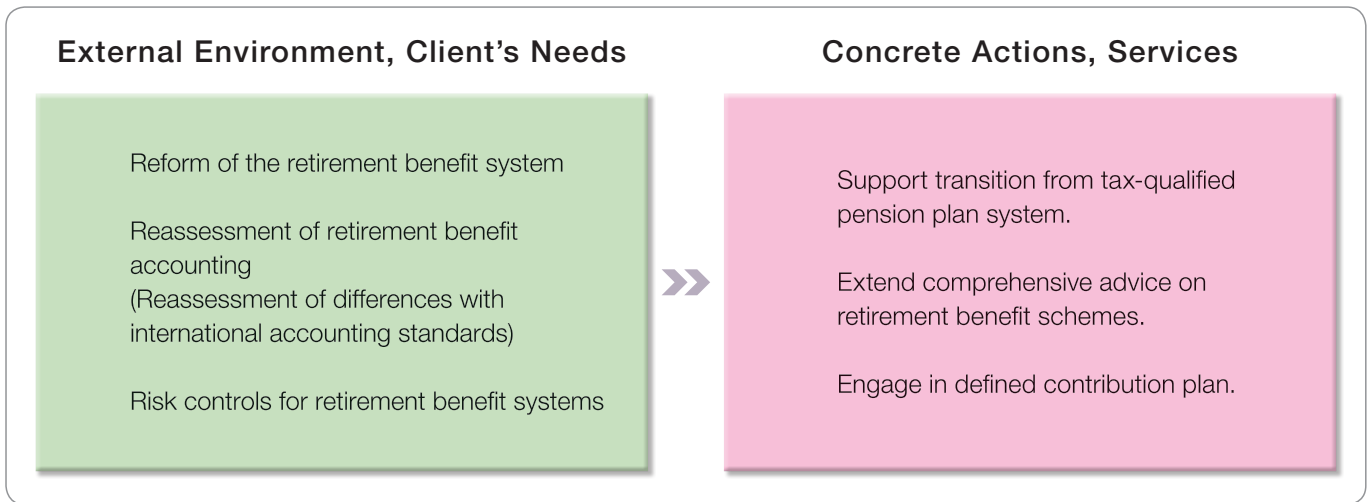 External Environment, Client's Needs
Reform of the retirement benefit system
Reassessment of retirement benefit
accounting
(Reassessment of differences with
international accounting standards)
Risk controls for retirement benefit systems
Concrete Actions, Services
Support transition from tax-qualified
pension plan system.
Extend comprehensive advice on
retirement benefit schemes.
Engage in defined contribution plan.